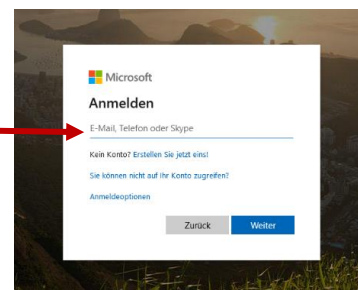 Microsoft
Anmelden
E-Mail, Telefon oder Skype
Kein Konto? Erstellen Sie jetzt eins!
Sie können nicht auf Ihr Konto zugreifen?
Anmeldeoptionen
Zurück Weiter